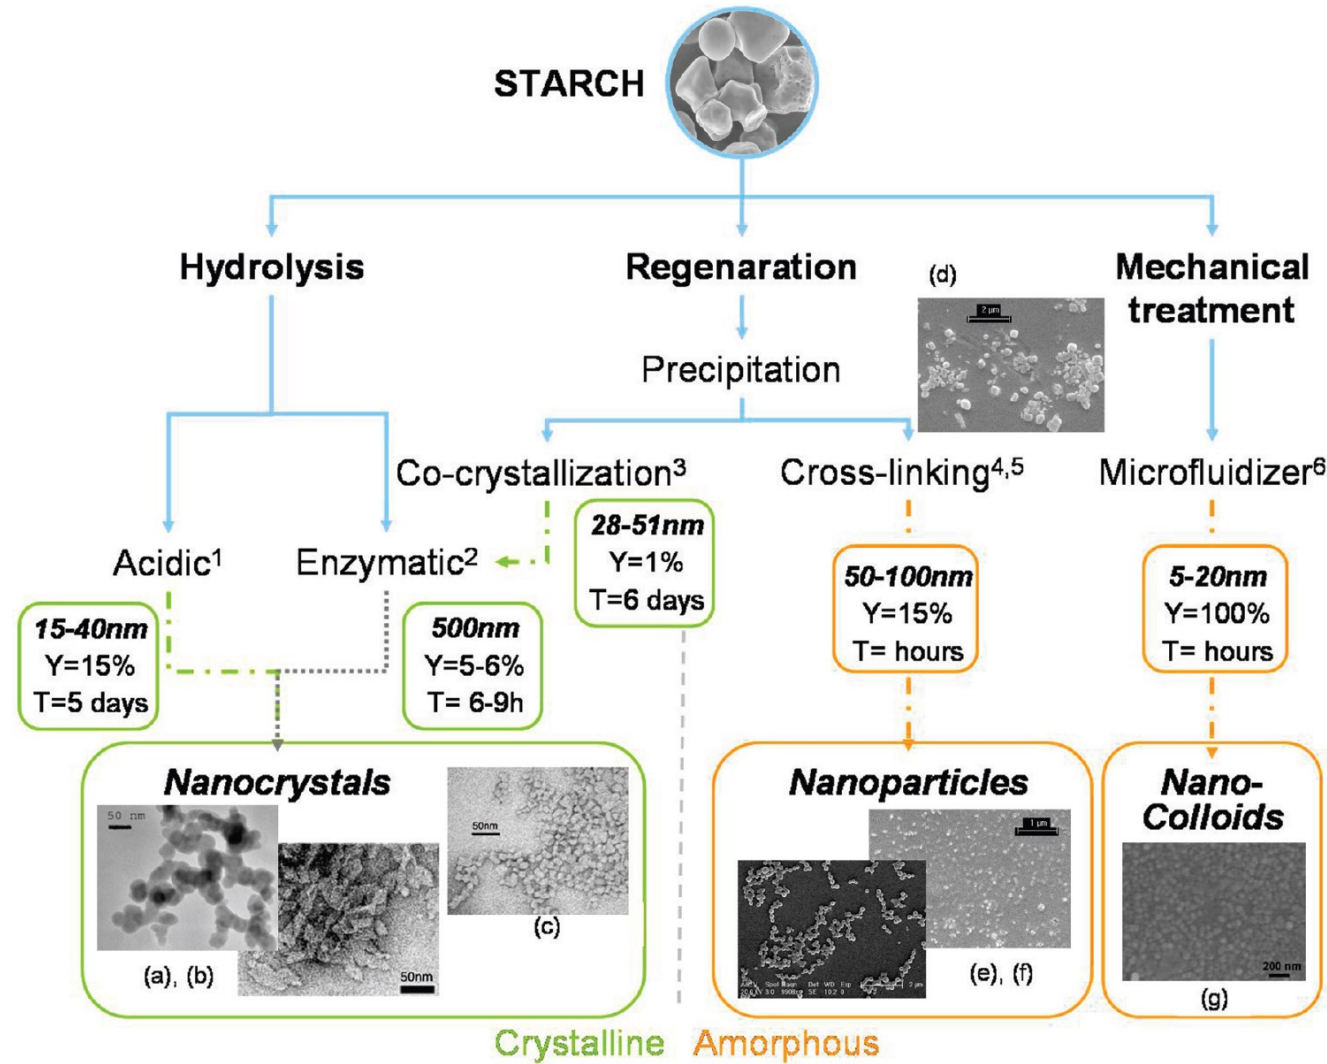 STARCH
Hydrolysis
Regenaration
Mechanical
treatment
(d)
2 µm
Precipitation
Co-crystallization3
Cross-linking4,5
Microfluidizer6
Acidic1
Enzymatic2
28-51nm
Y=1%
T=6 days
50-100nm
Y=15%
T= hours
5-20nm
Y=100%
T= hours
15-40nm
Y=15%
T=5 days
500nm
Y=5-6%
T= 6-9h
Nanocrystals
50 nm
50nm
50nm
(a), (b)
(c)
Nanoparticles
1 µm
(e), (f)
Nano-
Colloids
200 nm
(g)
Crystalline
Amorphous